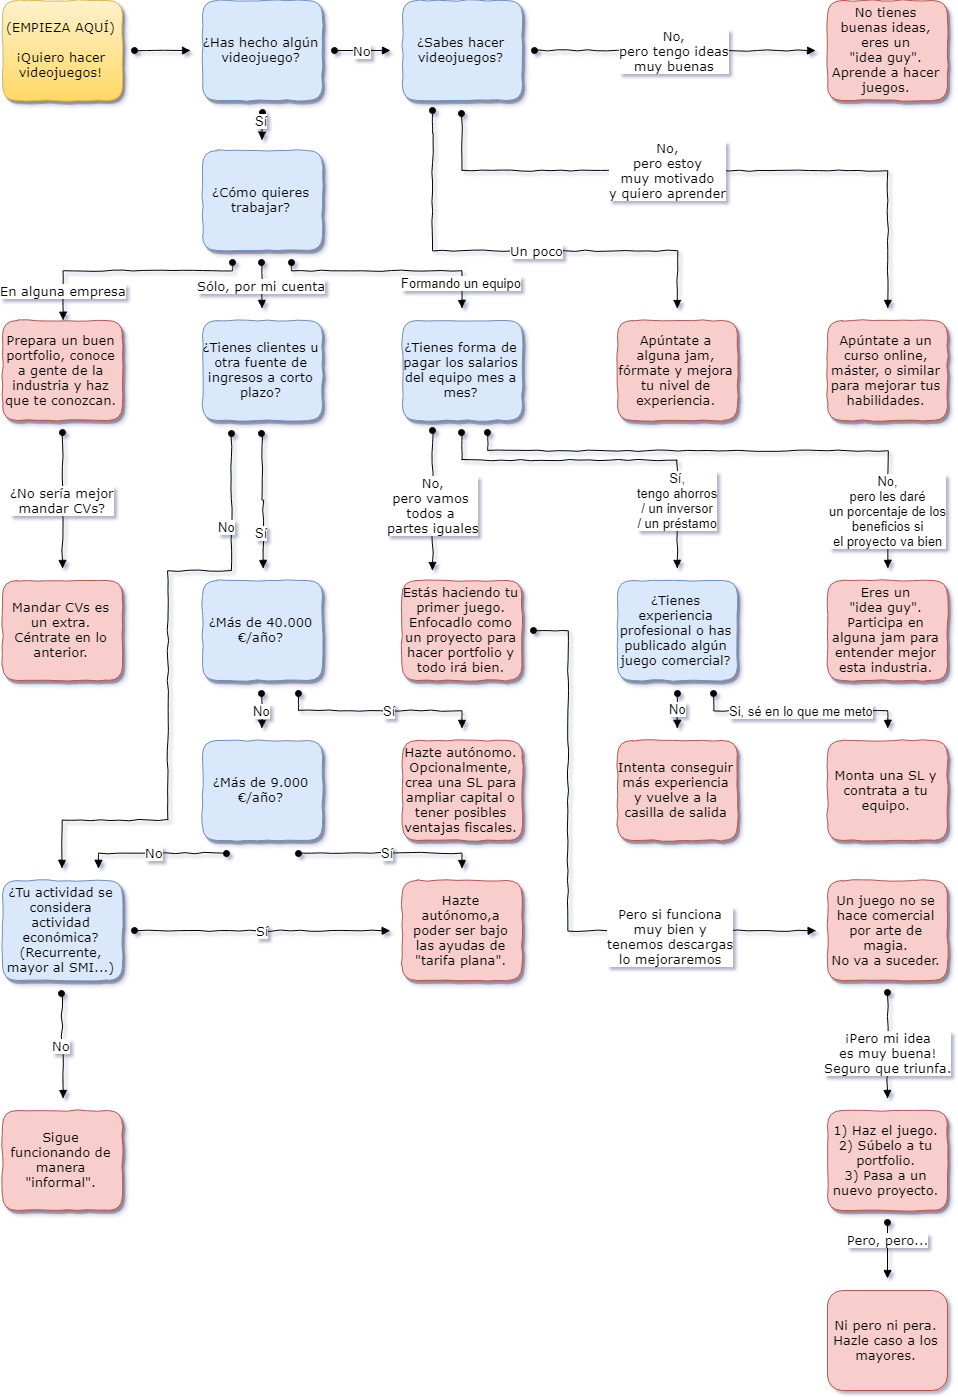 (EMPIEZA AQUÍ)
¡Quiero hacer
videojuegos!
¿Has hecho algún
videojuego?
No
¿Sabes hacer
videojuegos?
No,
pero tengo ideas
muy buenas
No tienes
buenas ideas,
eres un
"idea guy".
Aprende a hacer
juegos.
Sí
¿Cómo quieres
trabajar?
No,
pero estoy
muy motivado
y quiero aprender
Un poco
En alguna empresa
Sólo, por mi cuenta
Formando un equipo
Prepara un buen
portfolio, conoce
a gente de la
industria y haz
que te conozcan.
¿Tienes clientes u
otra fuente de
ingresos a corto
plazo?
¿Tienes forma de
pagar los salarios
del equipo mes a
mes?
Apúntate a
alguna jam,
fórmate y mejora
tu nivel de
experiencia.
Apúntate a un
curso online,
máster, o similar
para mejorar tus
habilidades.
¿No sería mejor
mandar CVs?
No
Sí
No,
pero vamos
todos a
partes iguales
Sí,
tengo ahorros
/ un inversor
/ un préstamo
No,
pero les daré
un porcentaje de los
beneficios si
el proyecto va bien
Mandar CVs es
un extra.
Céntrate en lo
anterior.
¿Más de 40.000
€/año?
Estás haciendo tu
primer juego.
Enfocadlo como
un proyecto para
hacer portfolio y
todo irá bien.
¿Tienes
experiencia
profesional o has
publicado algún
juego comercial?
Eres un
"idea guy".
Participa en
alguna jam para
entender mejor
esta industria.
No
Sí
No
Si, sé en lo que me meto
¿Más de 9.000
€/año?
Hazte autónomo.
Opcionalmente,
crea una SL para
ampliar capital o
tener posibles
ventajas fiscales.
Intenta conseguir
más experiencia
y vuelve a la
casilla de salida
Monta una SL y
contrata a tu
equipo.
No
Sí
¿Tu actividad se
considera
actividad
económica?
(Recurrente,
mayor al SMI...)
Sí
Hazte
autónomo,a
poder ser bajo
las ayudas de
"tarifa plana".
Pero si funciona
muy bien y
tenemos descargas
lo mejoraremos
Un juego no se
hace comercial
por arte de
magia.
No va a suceder.
No
¡Pero mi idea
es muy buena!
Seguro que triunfa.
Sigue
funcionando de
manera
"informal".
1) Haz el juego.
2) Súbelo a tu
portfolio.
3) Pasa a un
nuevo proyecto.
Pero, pero...
Ni pero ni pera.
Hazle caso a los
mayores.